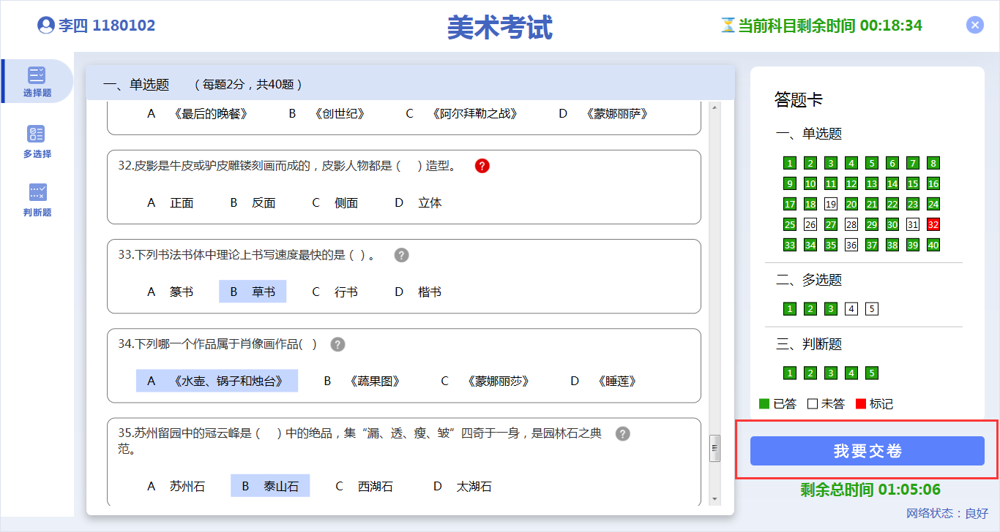 李四 1180102
美术考试
当前科目剩余时间 00:18:34
选择题
多选择
判断题
一、单选题 （每题2分，共40题）
A 《最后的晚餐》 B 《创世纪》 C 《阿尔拜勒之战》 D 《蒙娜丽萨》
32.皮影是牛皮或驴皮雕镂刻画而成的，皮影人物都是（ ）造型。 ?
A 正面 B 反面 C 侧面 D 立体
33.下列书法书体中理论上书写速度最快的是（ ）。 ?
A 篆书 B 草书 C 行书 D 楷书
34.下列哪一个作品属于肖像画作品( ) ?
A 《水壶、锅子和烛台》 B 《蔬果图》 C 《蒙娜丽莎》 D 《睡莲》
35.苏州留园中的冠云峰是（ ）中的绝品，集“漏、透、瘦、皱”四奇于一身，是园林石之典 ?
范。
A 苏州石 B 泰山石 C 西湖石 D 太湖石
答题卡
一、单选题
1 2 3 4 5 6 7 8
9 10 11 12 13 14 15 16
17 18 19 20 21 22 23 24
25 26 27 28 29 30 31 32
33 34 35 36 37 38 39 40
二、多选题
1 2 3 4 5
三、判断题
1 2 3 4 5
已答 未答 标记
我要交卷
剩余总时间 01:05:06
网络状态：良好